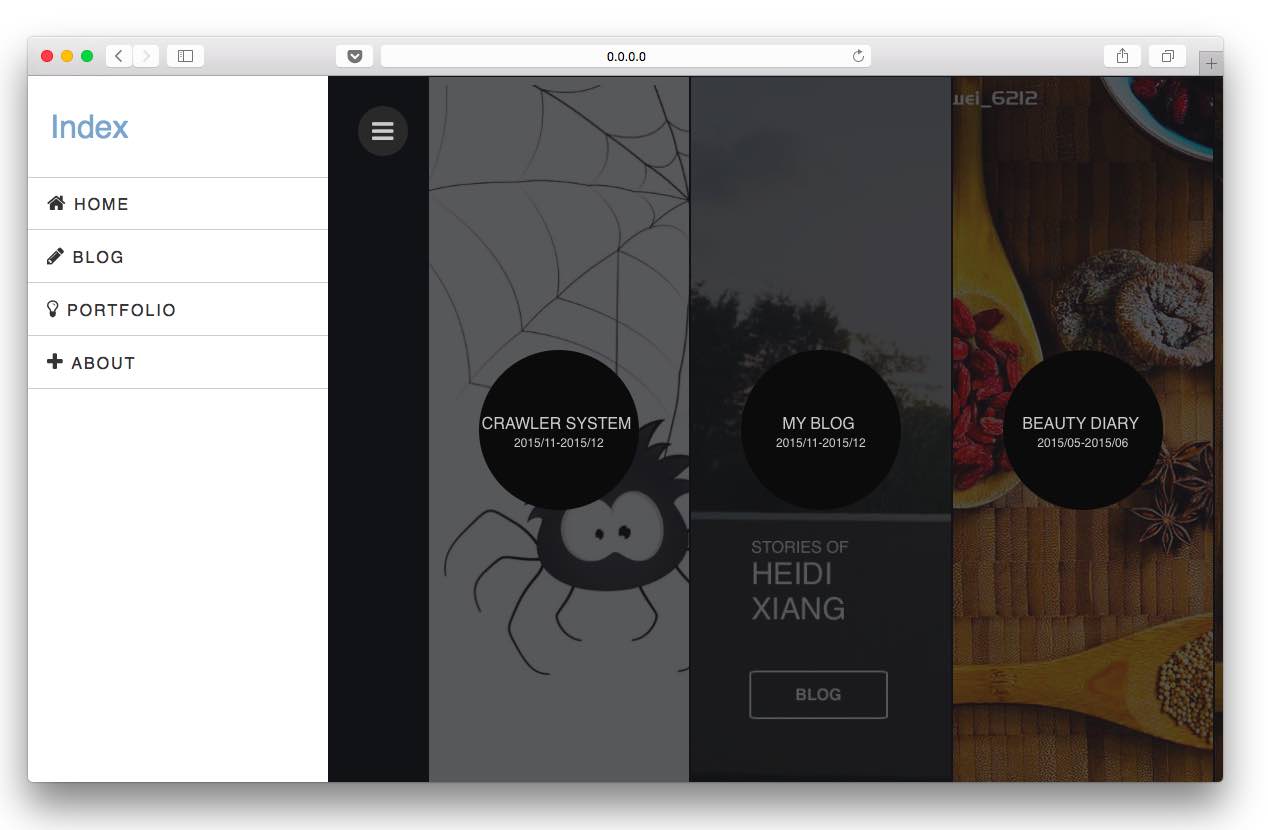 0.0.0.0
Index
HOME
BLOG
PORTFOLIO
ABOUT
CRAWLER SYSTEM
2015/11-2015/12
MY BLOG
2015/11-2015/12
STORIES OF
HEIDI
XIANG
BLOG
BEAUTY DIARY
2015/05-2015/06